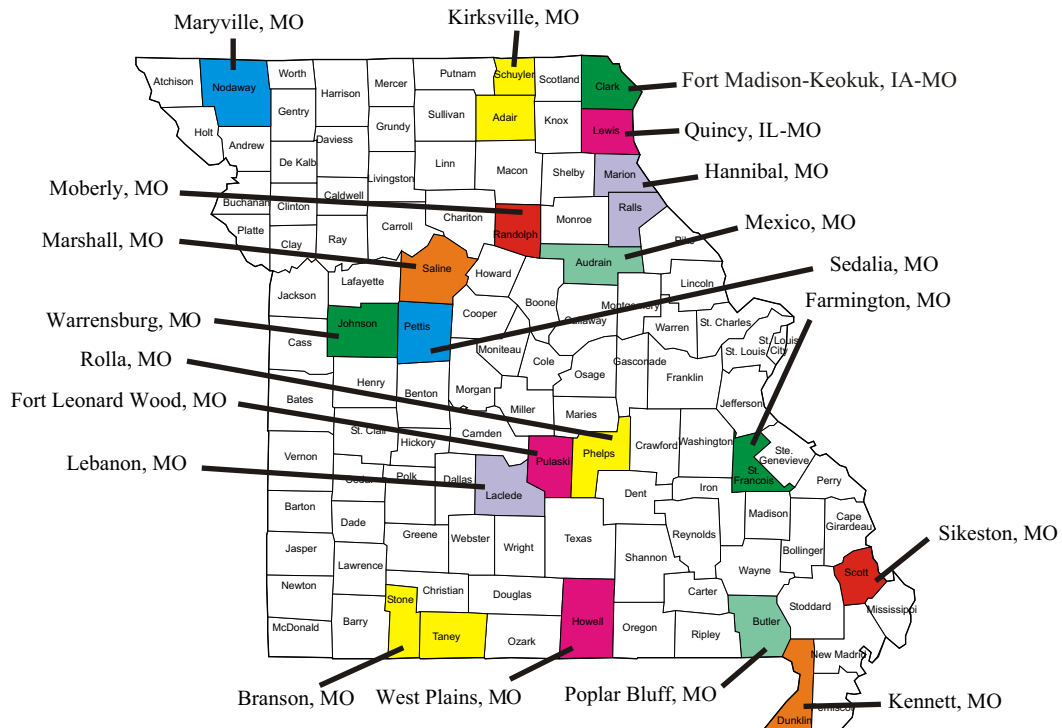 Maryville, MO
Kirksville, MO
Atchison
Nodaway
Worth
Mercer
Putnam
Schuyler
Scotland
Clark
Fort Madison-Keokuk, IA-MO
Harrison
Gentry
Sullivan
Adair
Knox
Lewis
Quincy, IL-MO
Holt
Andrew
Daviess
Grundy
De Kalb
Linn
Macon
Shelby
Marion
Hannibal, MO
Moberly, MO
Buchanan
Clinton
Caldwell
Livingston
Chariton
Randolph
Monroe
Ralls
Mexico, MO
Platte
Clay
Ray
Carroll
Marshall, MO
Saline
Howard
Audrain
Pike
Sedalia, MO
Jackson
Lafayette
Boone
Callaway
Montgomery
Lincoln
Farmington, MO
Warrensburg, MO
Johnson
Pettis
Cooper
Warren
St. Charles
Cass
Moniteau
Cole
Osage
Gasconade
St. Louis
St. Louis
City
Franklin
Rolla, MO
Henry
Benton
Morgan
Miller
Maries
Jefferson
Fort Leonard Wood, MO
Bates
St. Clair
Hickory
Camden
Pulaski
Phelps
Crawford
Washington
St.
Francois
Ste.
Genevieve
Perry
Lebanon, MO
Vernon
Cedar
Polk
Dallas
Laclede
Dent
Iron
Madison
Cape
Girardeau
Barton
Dade
Greene
Webster
Wright
Texas
Shannon
Reynolds
Bollinger
Sikeston, MO
Jasper
Lawrence
Christian
Douglas
Carter
Wayne
Stoddard
Scott
Mississippi
Newton
McDonald
Barry
Stone
Taney
Ozark
Howell
Oregon
Ripley
Butler
New Madrid
Branson, MO
West Plains, MO
Poplar Bluff, MO
Dunklin
Pemiscot
Kennett, MO